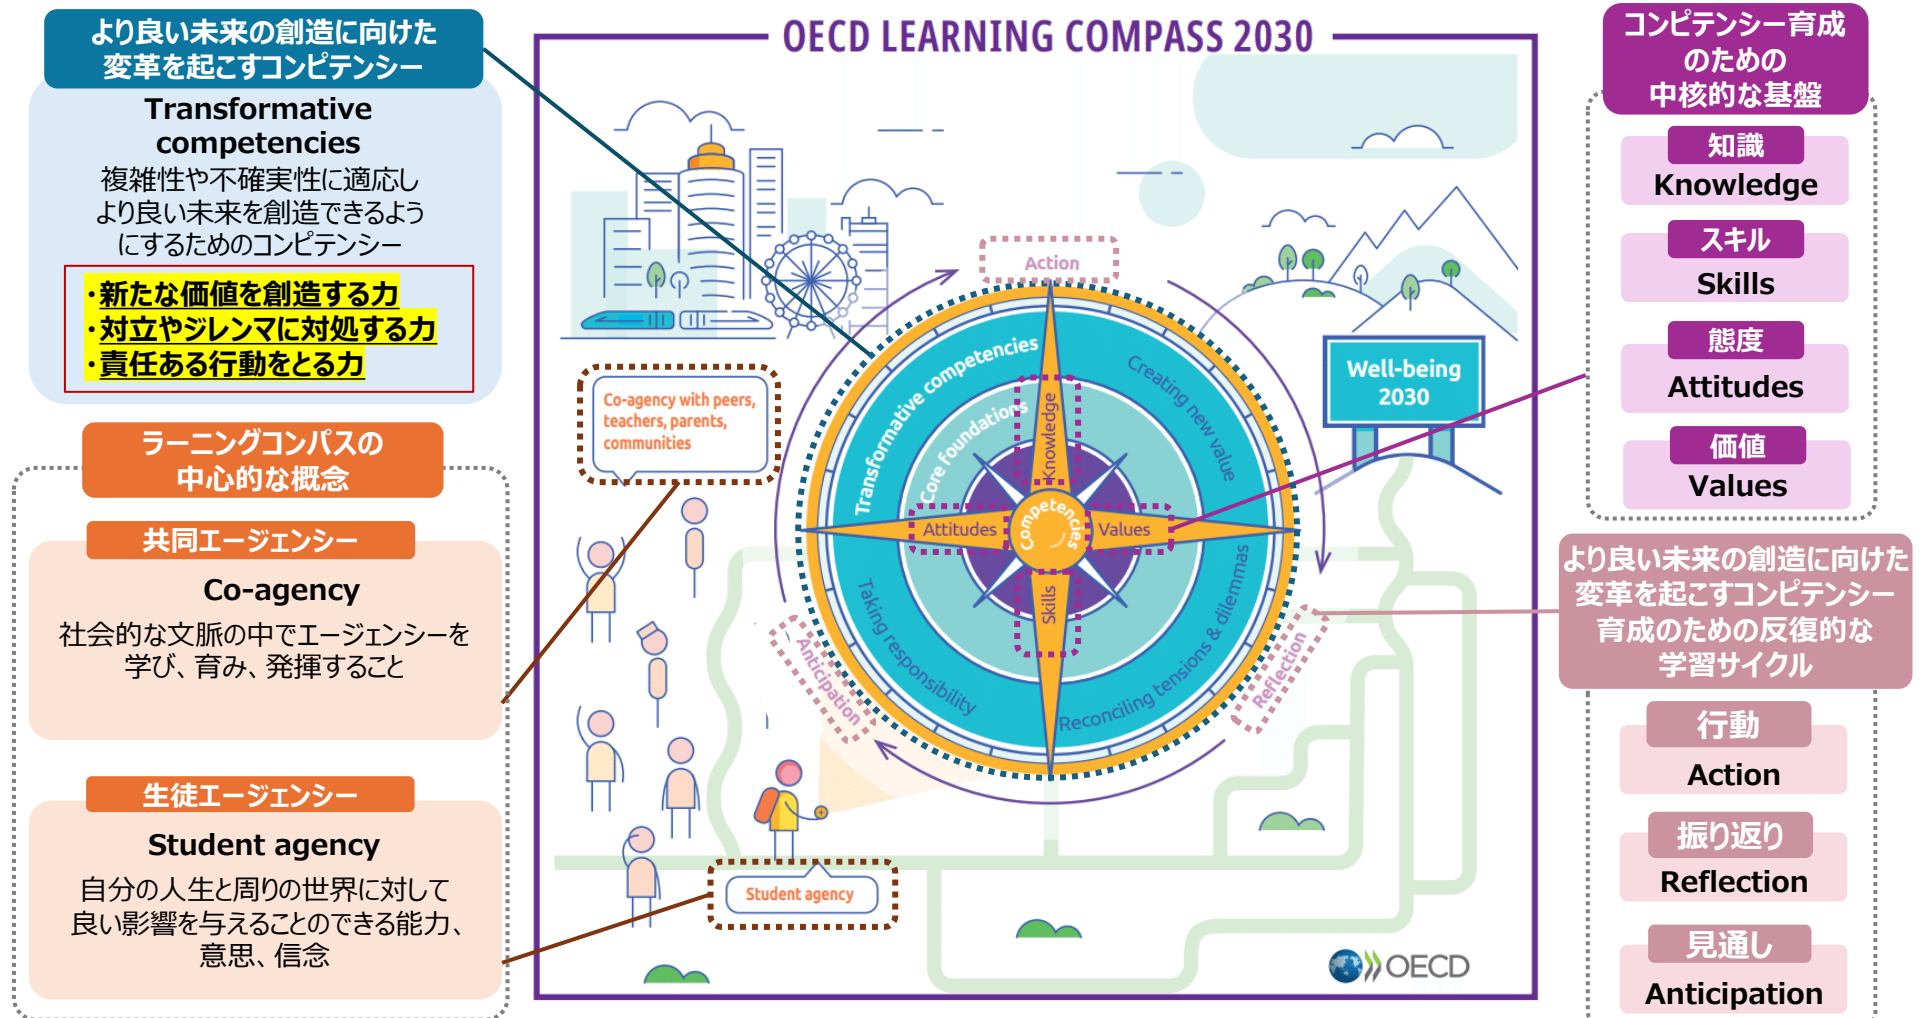 より良い未来の創造に向けた
変革を起こすコンピテンシー
Transformative
competencies
複雑性や不確実性に適応し
より良い未来を創造できるよう
にするためのコンピテンシー
・新たな価値を創造する力
・対立やジレンマに対処する力
・責任ある行動をとる力
ラーニングコンパスの
中心的な概念
共同エージェンシー
Co-agency
社会的な文脈の中でエージェンシーを
学び、育み、発揮すること
生徒エージェンシー
Student agency
自分の人生と周りの世界に対して
良い影響を与えることのできる能力、
意思、信念
OECD LEARNING COMPASS 2030
Action
Co-agency with peers,
teachers, parents,
communities
Transformative competencies
Creating new value
Core foundations
Knowledge
Attitudes
Competencies
Values
Skills
Taking responsibility
Reconciling tensions & dilemmas
Anticipation
Reflection
Well-being
2030
Student agency
OECD
コンピテンシー育成
のための
中核的な基盤
知識
Knowledge
スキル
Skills
態度
Attitudes
価値
Values
より良い未来の創造に向けた
変革を起こすコンピテンシー
育成のための反復的な
学習サイクル
行動
Action
振り返り
Reflection
見通し
Anticipation